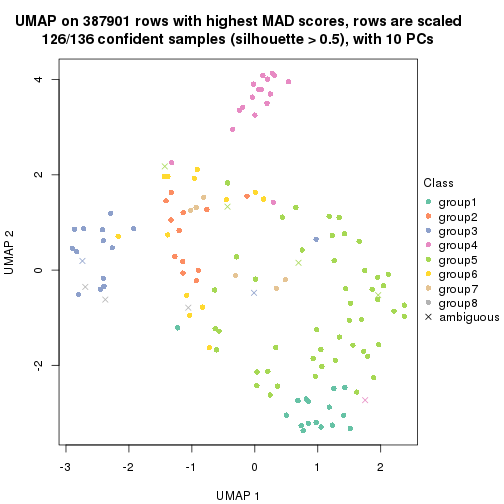 UMAP on 387901 rows with highest MAD scores, rows are scaled
126/136 confident samples (silhouette > 0.5), with 10 PCs
4
2
0
-2
UMAP 2
-3
-2
-1
0
1
2
UMAP 1
Class
group1
group2
group3
group4
group5
group6
group7
group8
ambiguous